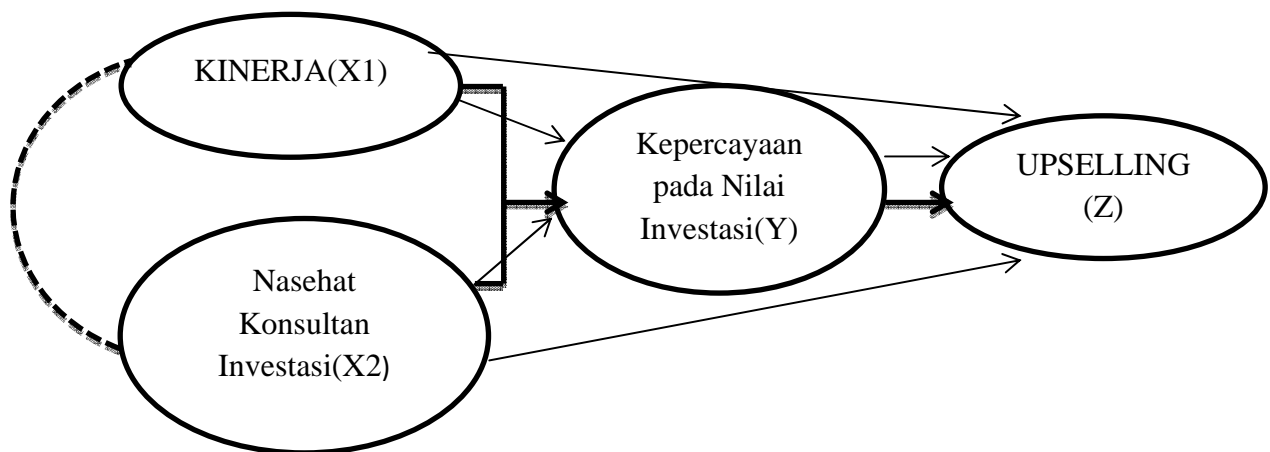 KINERJA(X1)
Kepercayaan
pada Nilai
Investasi(Y)
UPSELLING
(Z)
Nasehat
Konsultan
Investasi(X2)